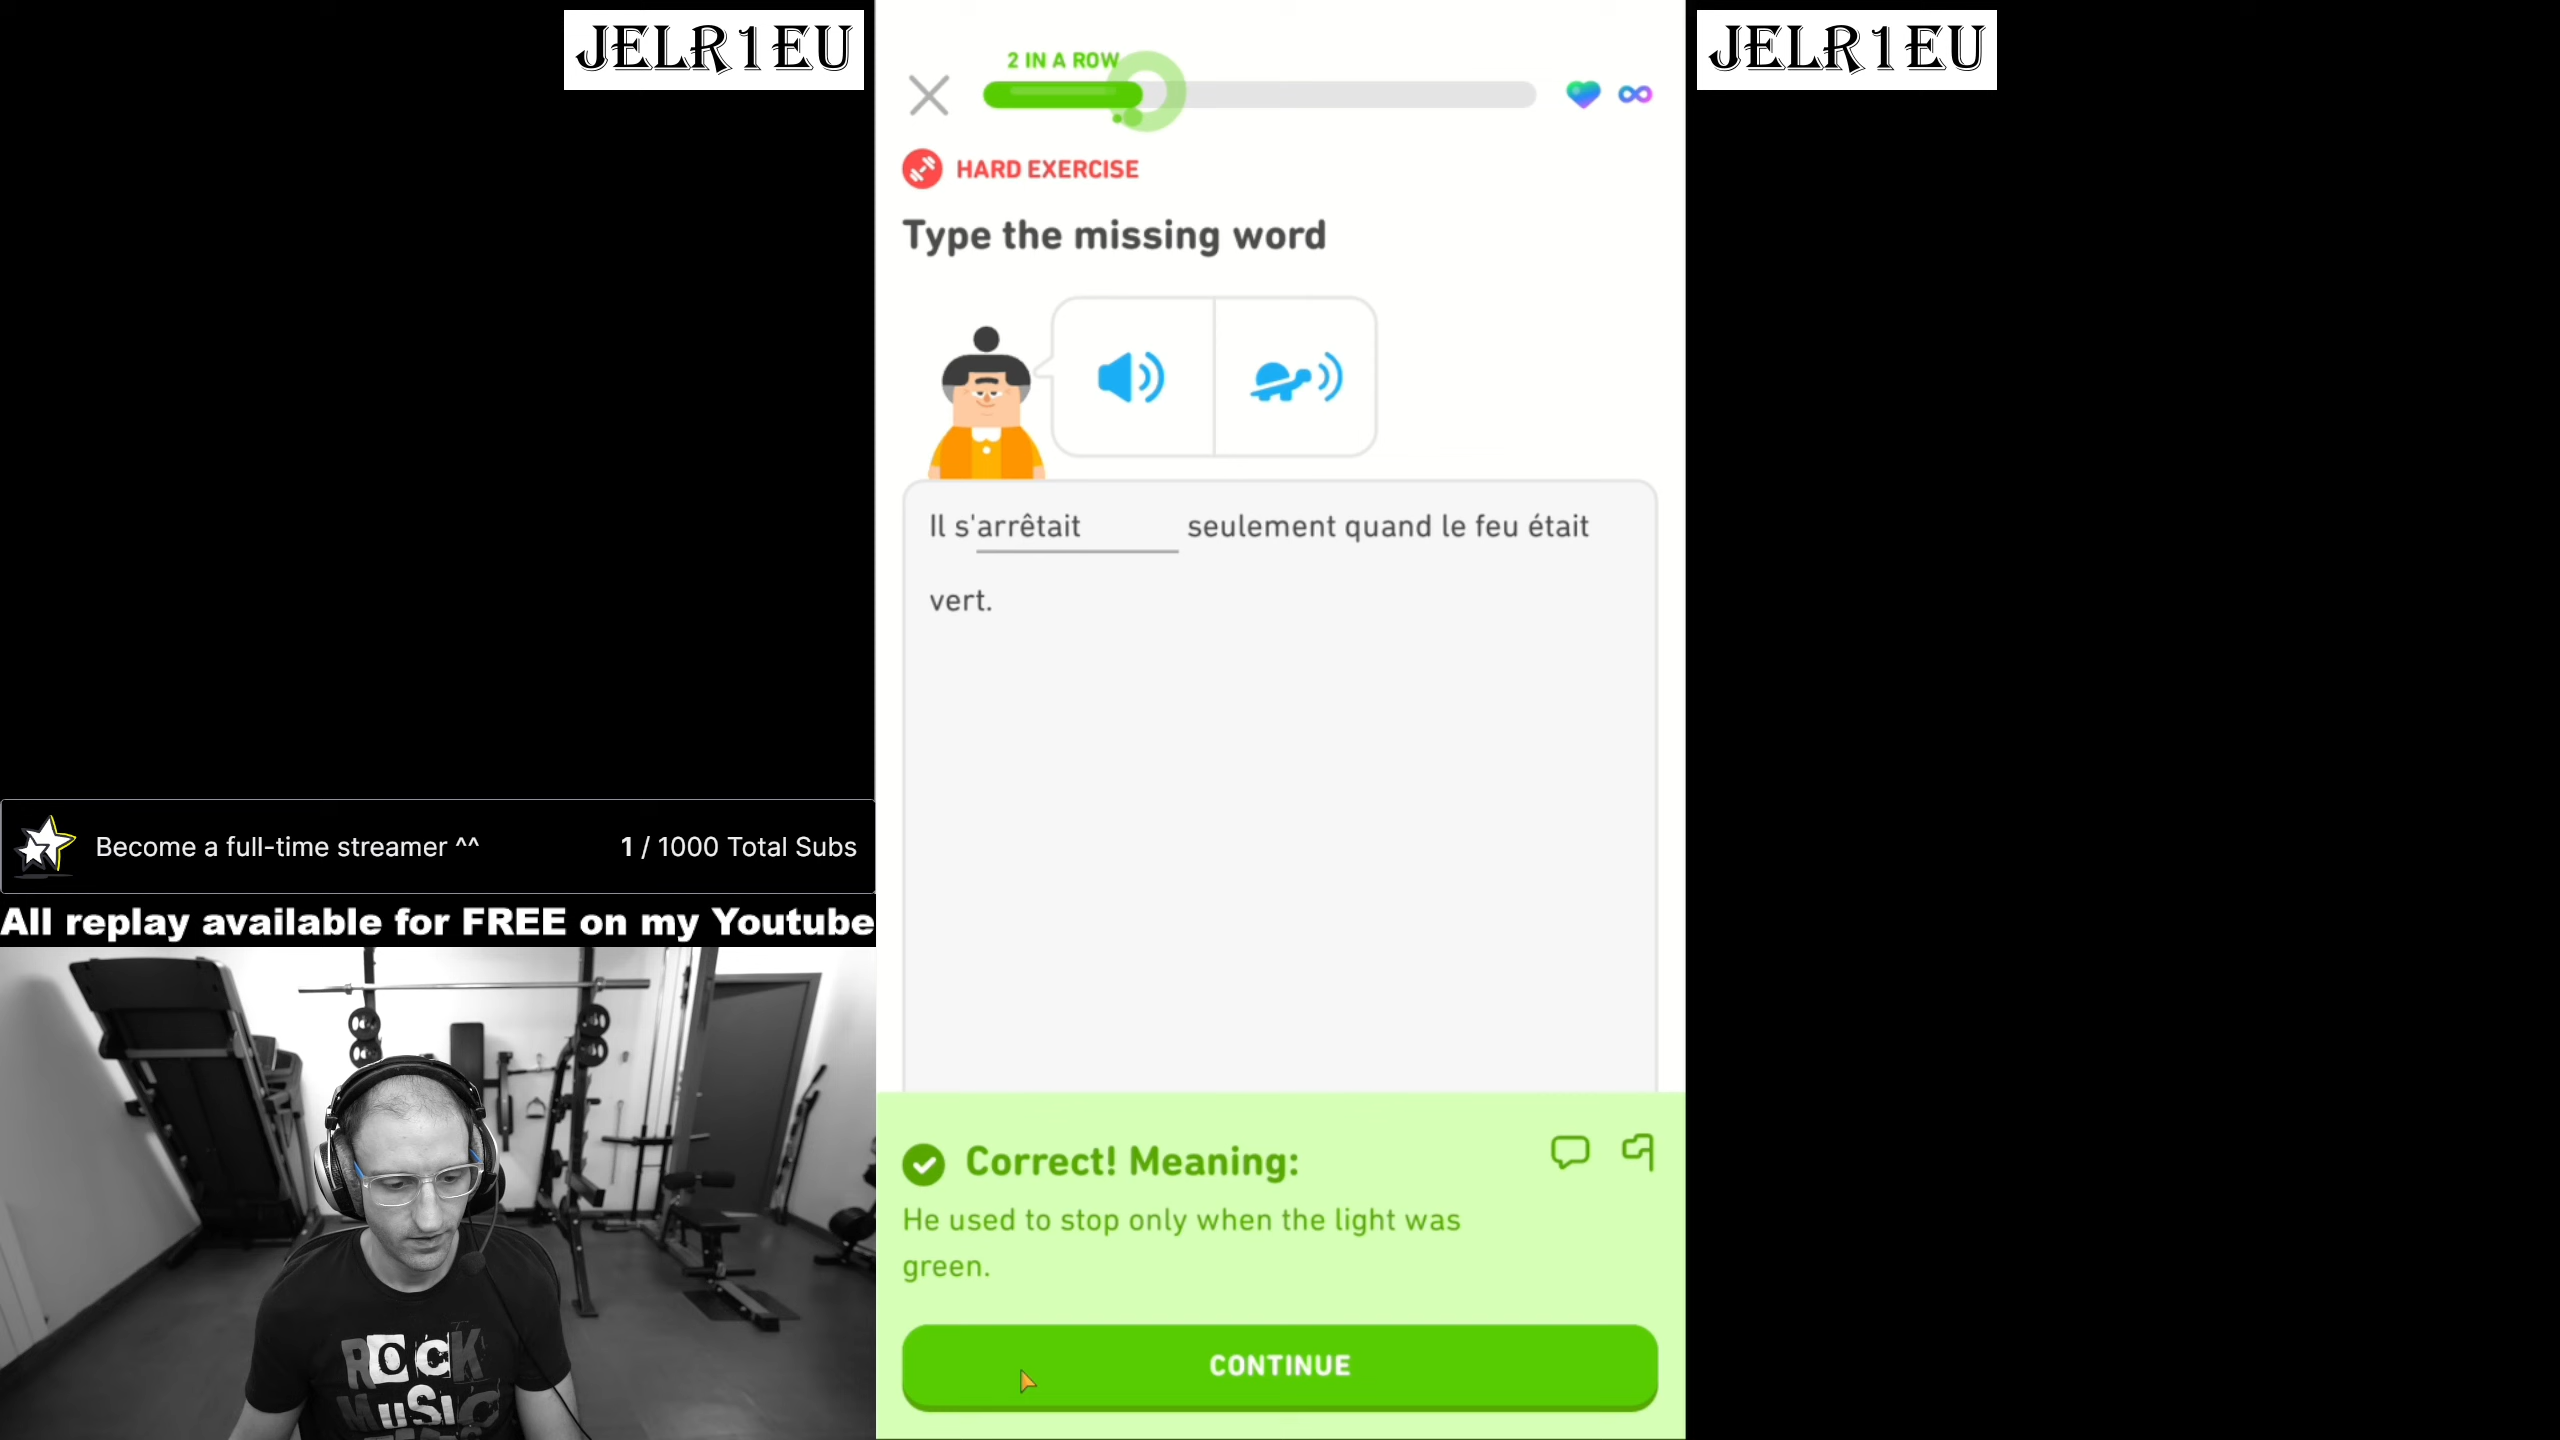 JELR1EU
JELR1EU
2 IN A ROW
HARD EXERCISE
Type the missing word
Il s'arrêtait seulement quand le feu était
vert.
Become a full-time streamer ^^ 1 / 1000 Total Subs
All replay available for FREE on my Youtube
ROCK
MUSIC
Correct! Meaning:
He used to stop only when the light was
green.
CONTINUE